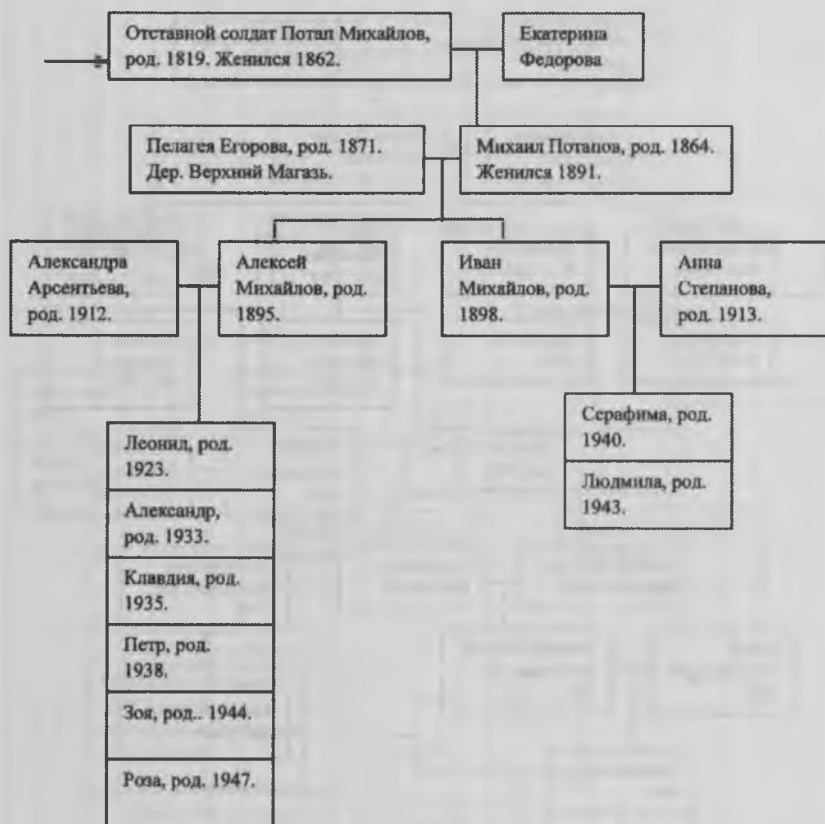 Отставной солдат Потап Михайлов,
род. 1819. Женился 1862.
Екатерина
Федорова
Пелагея Егорова, род. 1871.
Дер. Верхний Магазь.
Михаил Потапов, род. 1864.
Женился 1891.
Александра
Арсентьева,
род. 1912.
Алексей
Михайлов, род.
1895.
Иван
Михайлов, род.
1898.
Анна
Степанова,
род. 1913.
Леонид, род.
1923.
Александр,
род. 1933.
Клавдия, род.
1935.
Петр, род.
1938.
Зоя, род.. 1944.
Роза, род. 1947.
Серафима, род.
1940.
Людмила, род.
1943.